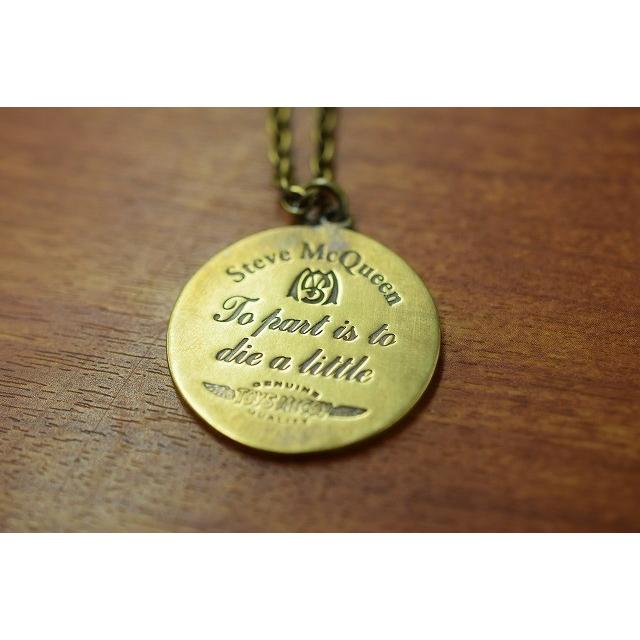 Steve McQueen
To part is to
die a little
GENUINE
TOYS McCOY
QUALITY